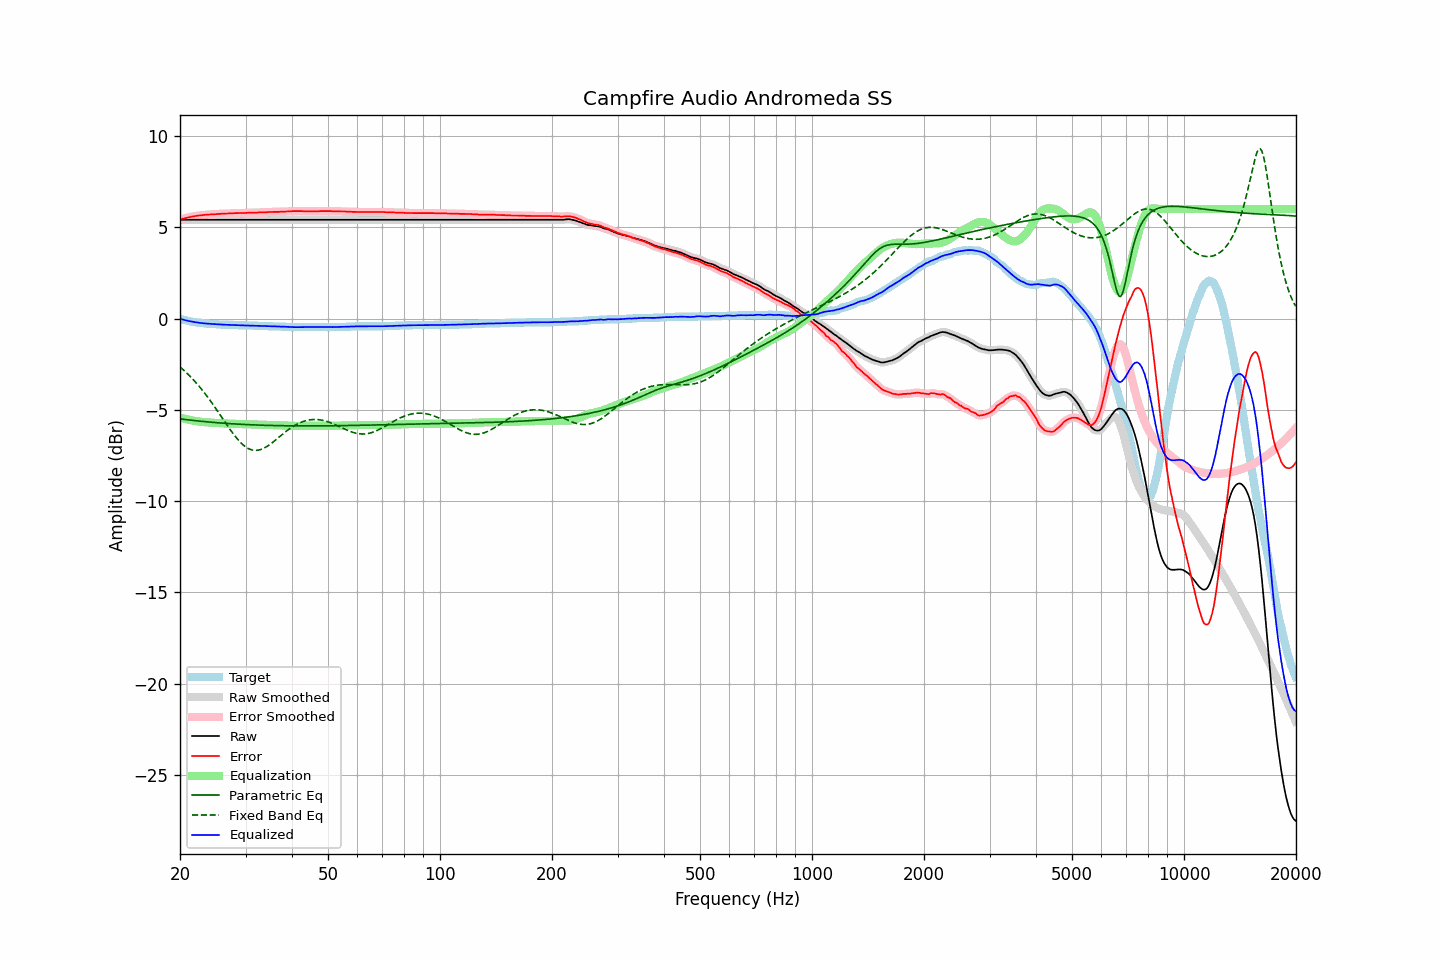 Campfire Audio Andromeda SS
Amplitude (dBr)
10
5
0
−5
−10
−15
−20
−25
Target
Raw Smoothed
Error Smoothed
Raw
Error
Equalization
Parametric Eq
Fixed Band Eq
Equalized
20 50 100 200 500 1000 2000 5000 10000 20000
Frequency (Hz)